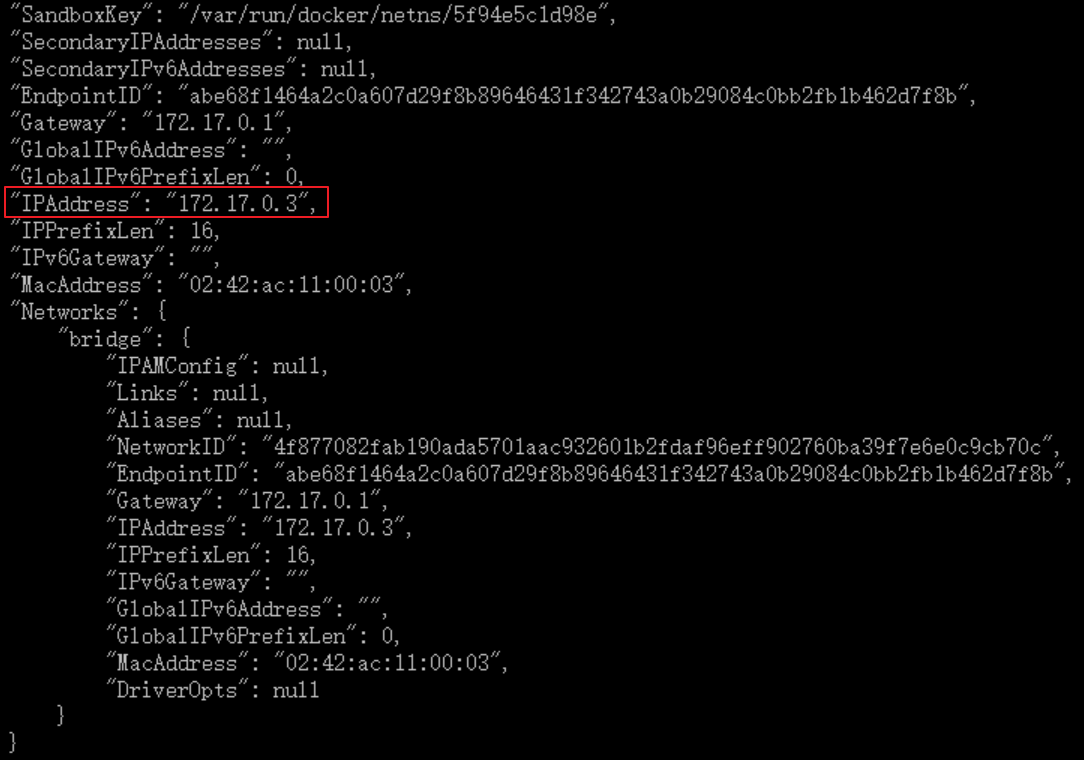 "SandboxKey": "/var/run/docker/netns/5f94e5c1d98e",
"SecondaryIPAddresses": null,
"SecondaryIPv6Addresses": null,
"EndpointID": "abe68f1464a2c0a607d29f8b89646431f342743a0b29084c0bb2fb1b462d7f8b",
"Gateway": "172.17.0.1",
"GlobalIPv6Address": "",
"GlobalIPv6PrefixLen": 0,
"IPAddress": "172.17.0.3",
"IPPrefixLen": 16,
"IPv6Gateway": "",
"MacAddress": "02:42:ac:11:00:03",
"Networks": {
    "bridge": {
        "IPAMConfig": null,
        "Links": null,
        "Aliases": null,
        "NetworkID": "4f877082fab190ada5701aac932601b2fdaf96eff902760ba39f7e6e0c9cb70c",
        "EndpointID": "abe68f1464a2c0a607d29f8b89646431f342743a0b29084c0bb2fb1b462d7f8b",
        "Gateway": "172.17.0.1",
        "IPAddress": "172.17.0.3",
        "IPPrefixLen": 16,
        "IPv6Gateway": "",
        "GlobalIPv6Address": "",
        "GlobalIPv6PrefixLen": 0,
        "MacAddress": "02:42:ac:11:00:03",
        "DriverOpts": null
    }
}